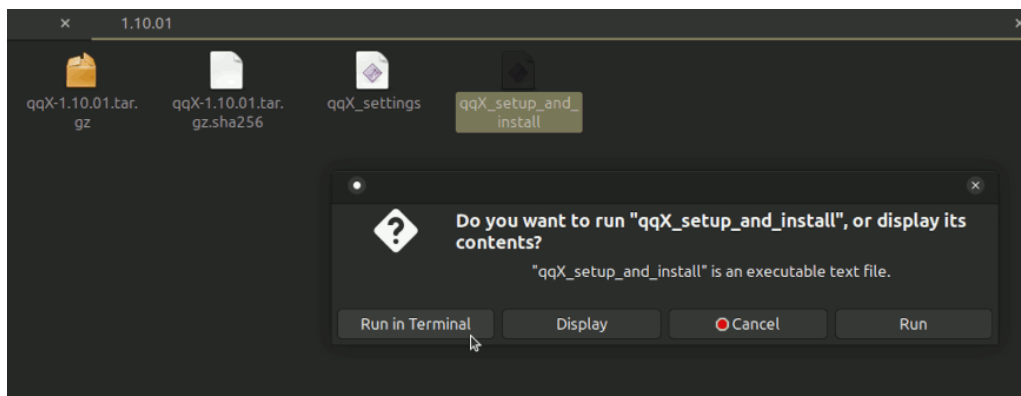 1.10.01
qqX-1.10.01.tar.
gz
qqX-1.10.01.tar.
gz.sha256
qqX_settings
qqX_setup_and_
install
Do you want to run "qqX_setup_and_install", or display its
contents?
"qqX_setup_and_install" is an executable text file.
Run in Terminal
Display
Cancel
Run